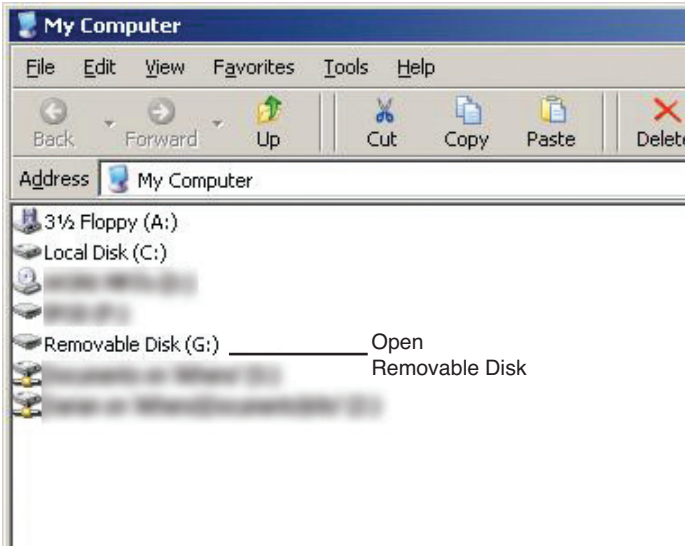 My Computer
File Edit View Favorites Tools Help
Back Forward Up Cut Copy Paste Delete
Address My Computer
3½ Floppy (A:)
Local Disk (C:)
Removable Disk (G:)
Open
Removable Disk